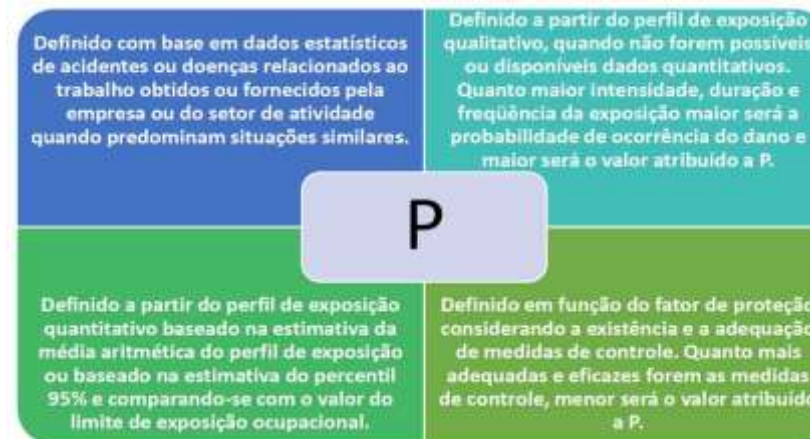 Definido com base em dados estatísticos
de acidentes ou doenças relacionados ao
trabalho obtidos ou fornecidos pela
empresa ou do setor de atividade
quando predominam situações similares.
Definido a partir do perfil de exposição
qualitativo, quando não forem possíveis
ou disponíveis dados quantitativos.
Quanto maior intensidade, duração e
freqüência da exposição maior será a
probabilidade de ocorrência do dano e
maior será o valor atribuído a P.
P
Definido a partir do perfil de exposição
quantitativo baseado na estimativa da
média aritmética do perfil de exposição
ou baseado na estimativa do percentil
95% e comparando-se com o valor do
limite de exposição ocupacional.
Definido em função do fator de proteção
considerando a existência e a adequação
de medidas de controle. Quanto mais
adequadas e eficazes forem as medidas
de controle, menor será o valor atribuído
a P.